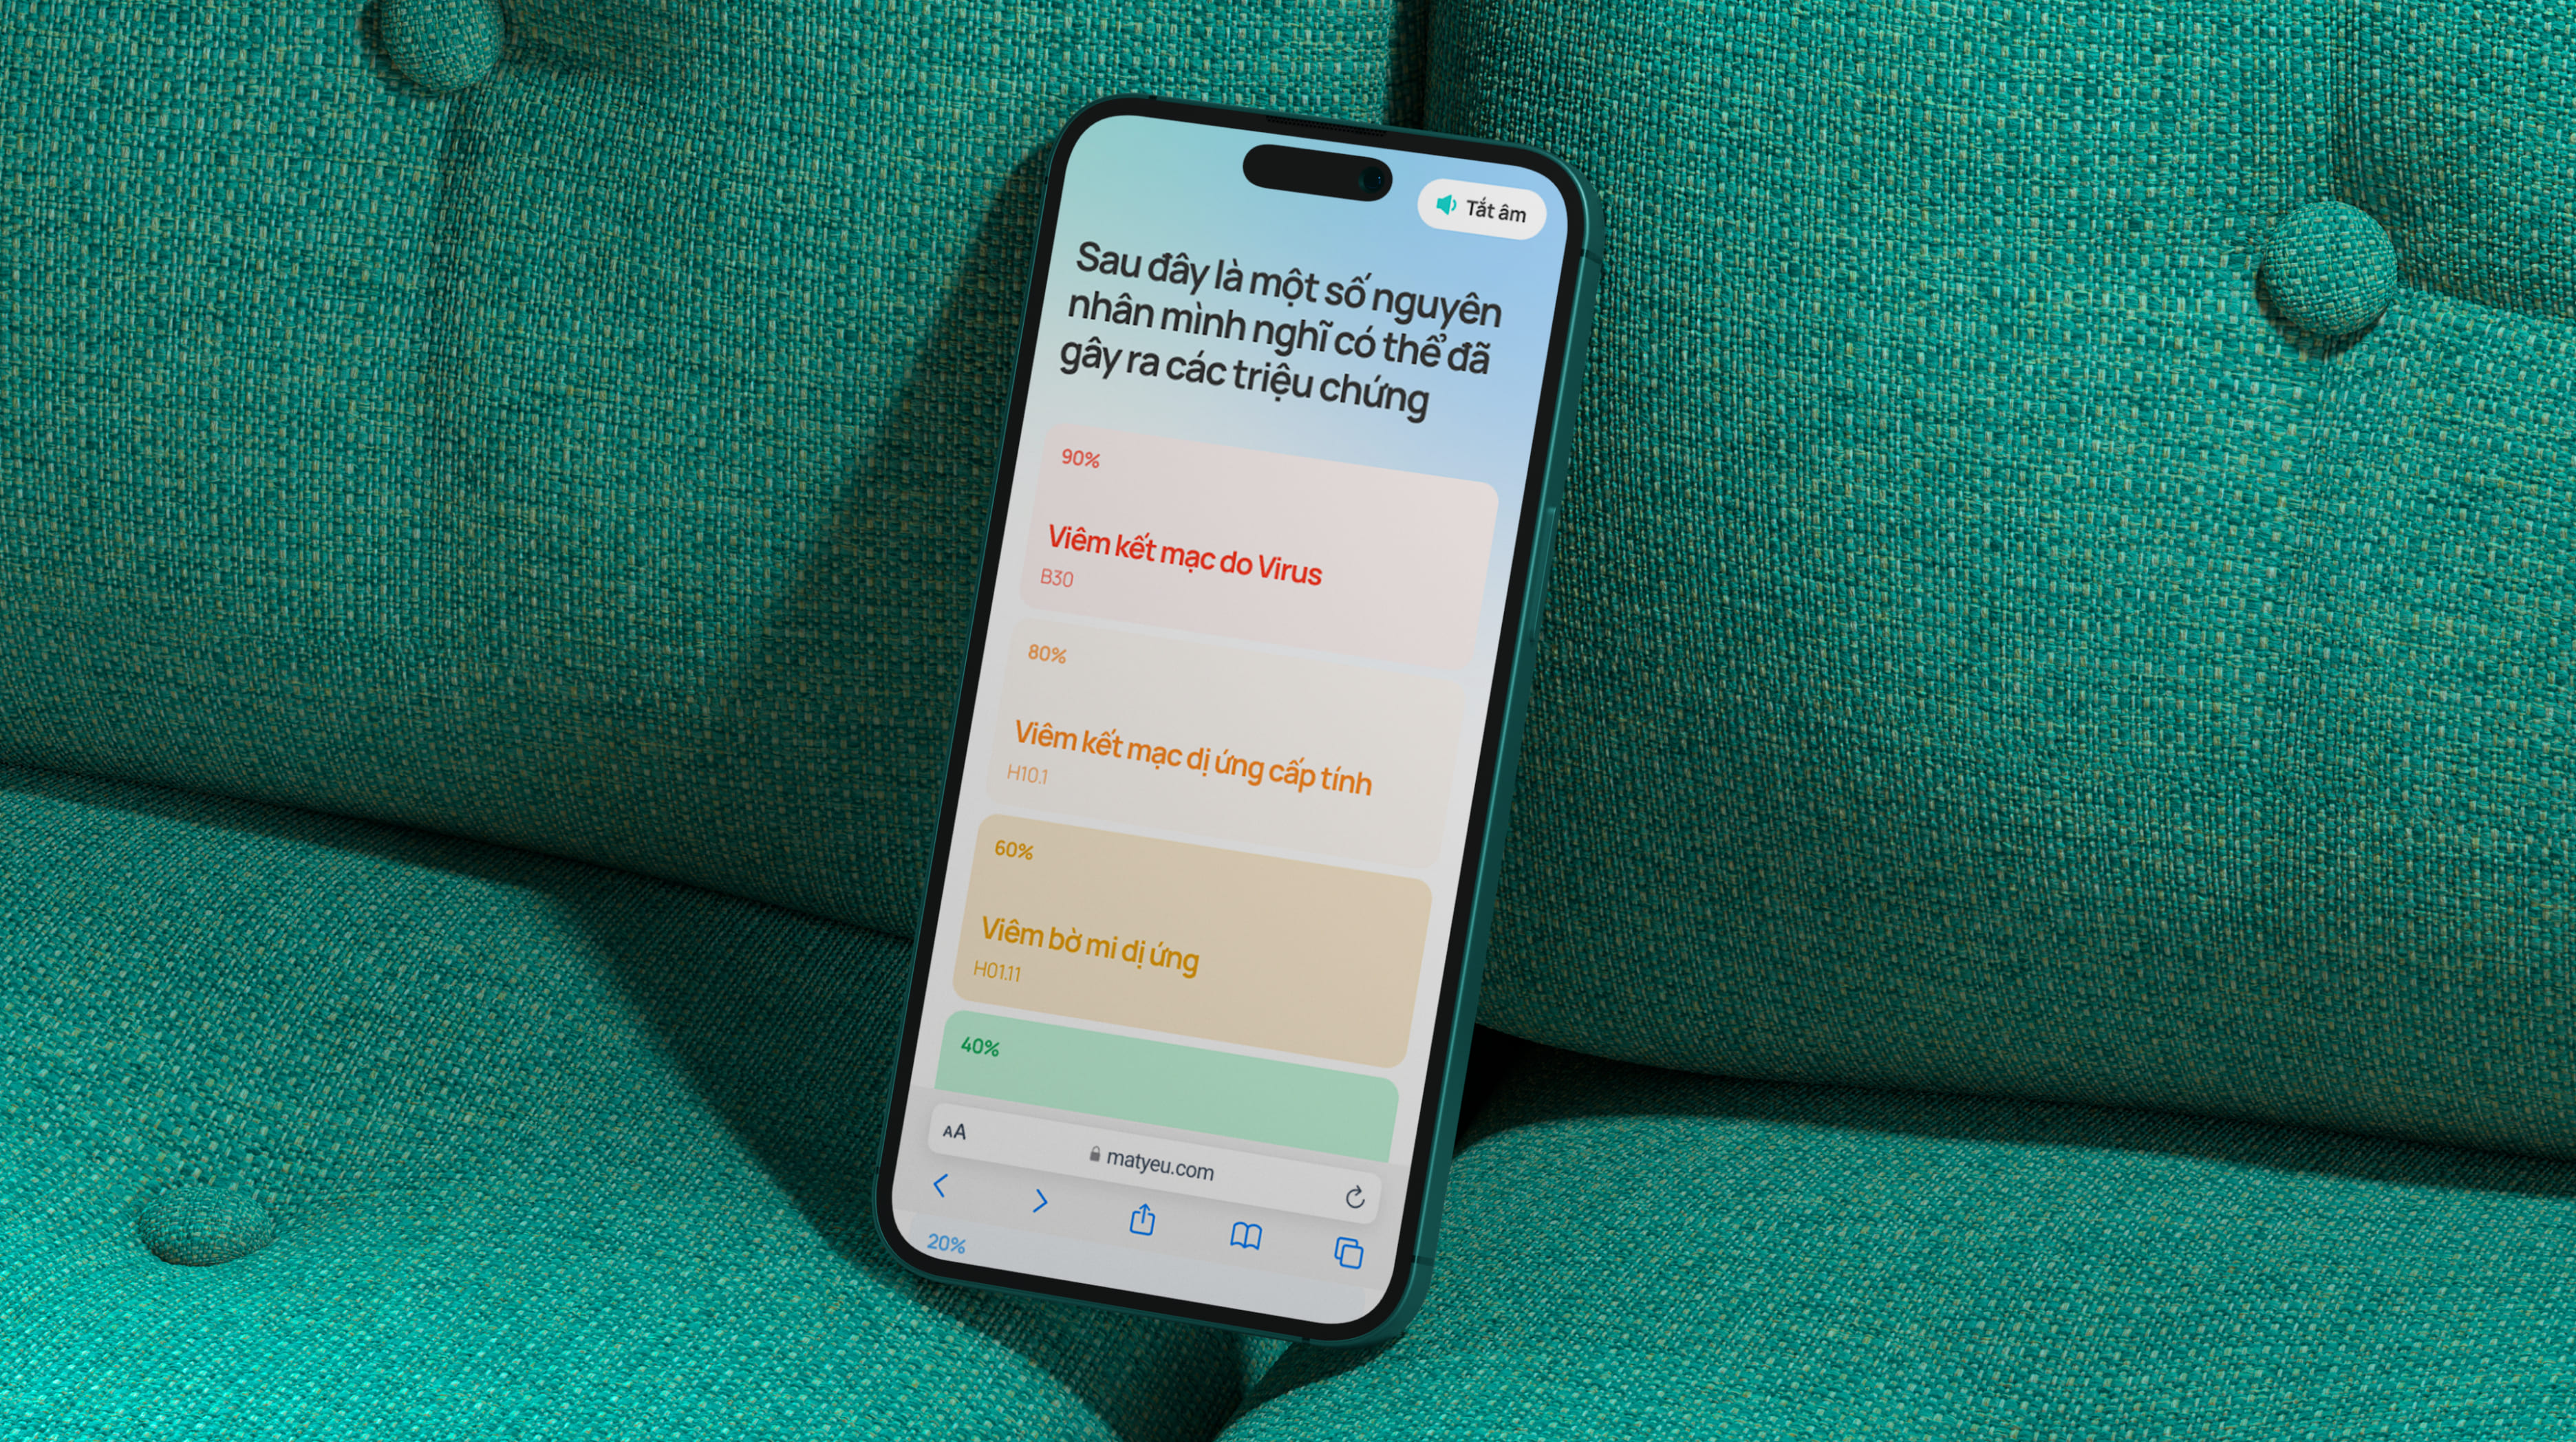 Tắt âm
Sau đây là một số nguyên
nhân mình nghĩ có thể đã
gây ra các triệu chứng
90%
Viêm kết mạc do Virus
B30
80%
Viêm kết mạc dị ứng cấp tính
H10.1
60%
Viêm bờ mi dị ứng
H01.11
40%
AA
matyeu.com
20%